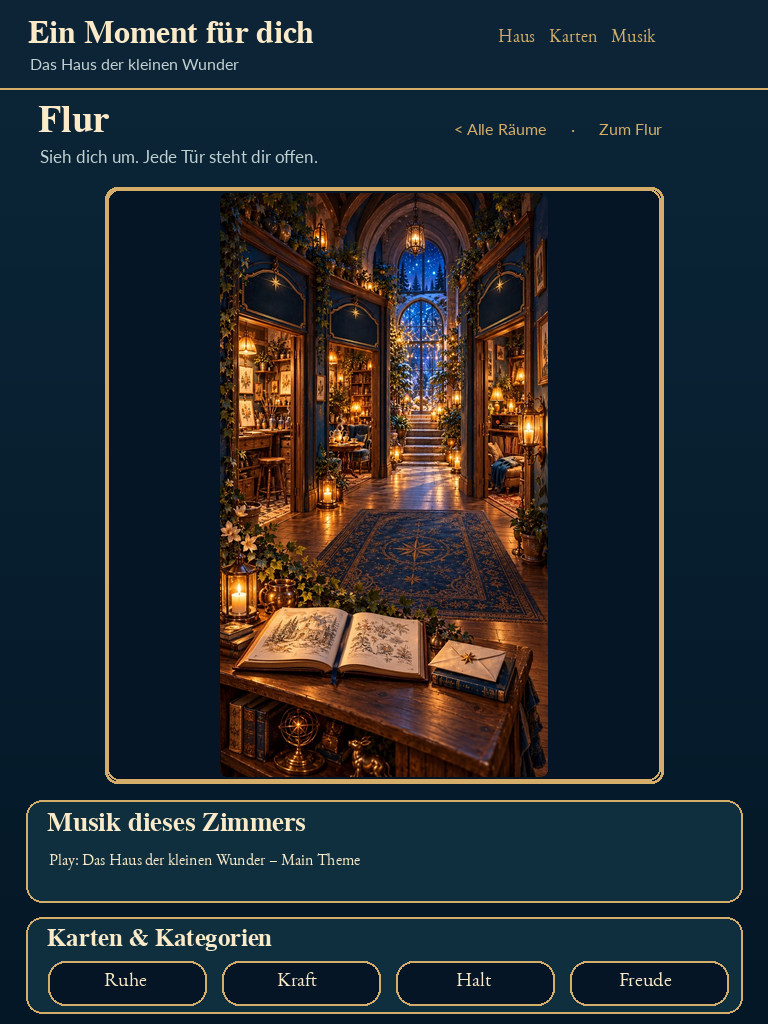 Ein Moment für dich
Haus Karten Musik
Das Haus der kleinen Wunder
Flur
< Alle Räume · Zum Flur
Sieh dich um. Jede Tür steht dir offen.
Musik dieses Zimmers
Play: Das Haus der kleinen Wunder – Main Theme
Karten & Kategorien
Ruhe
Kraft
Halt
Freude